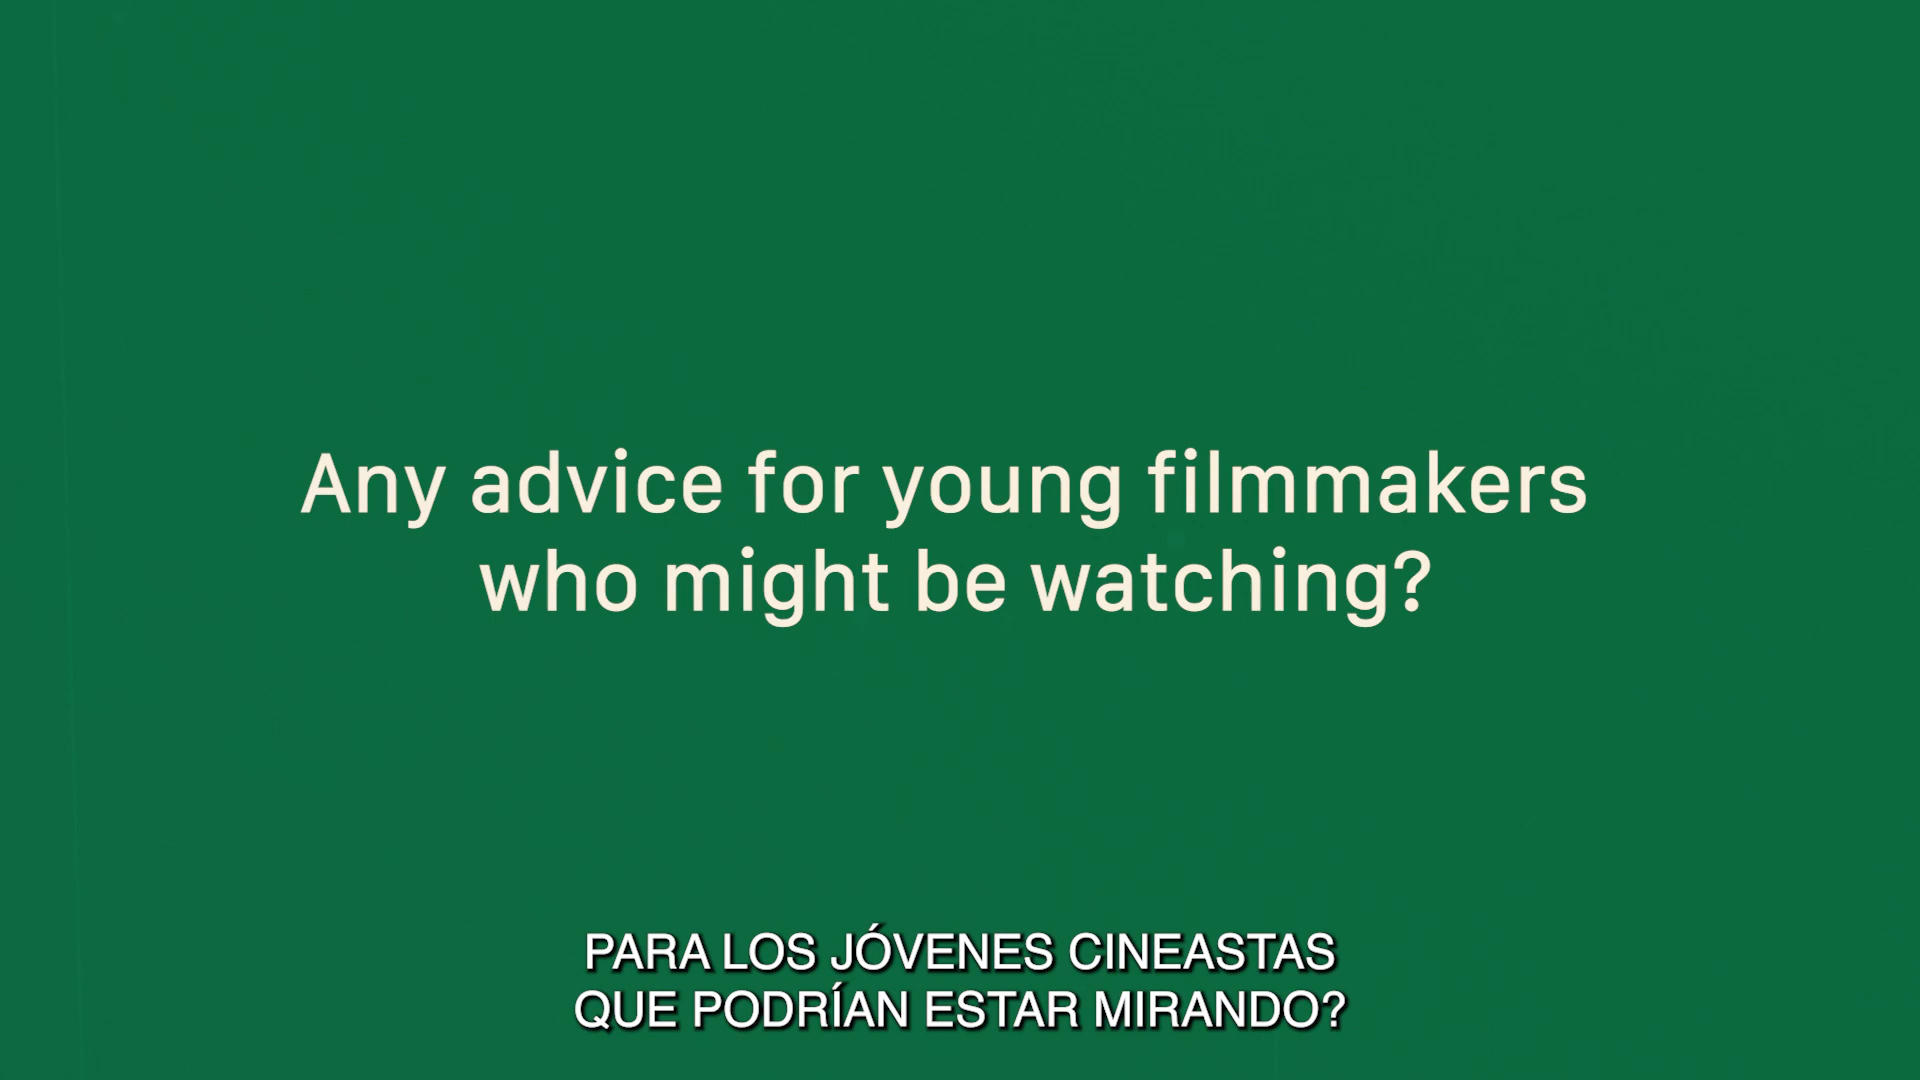 Any advice for young filmmakers
who might be watching?
PARA LOS JÓVENES CINEASTAS
QUE PODRÍAN ESTAR MIRANDO?